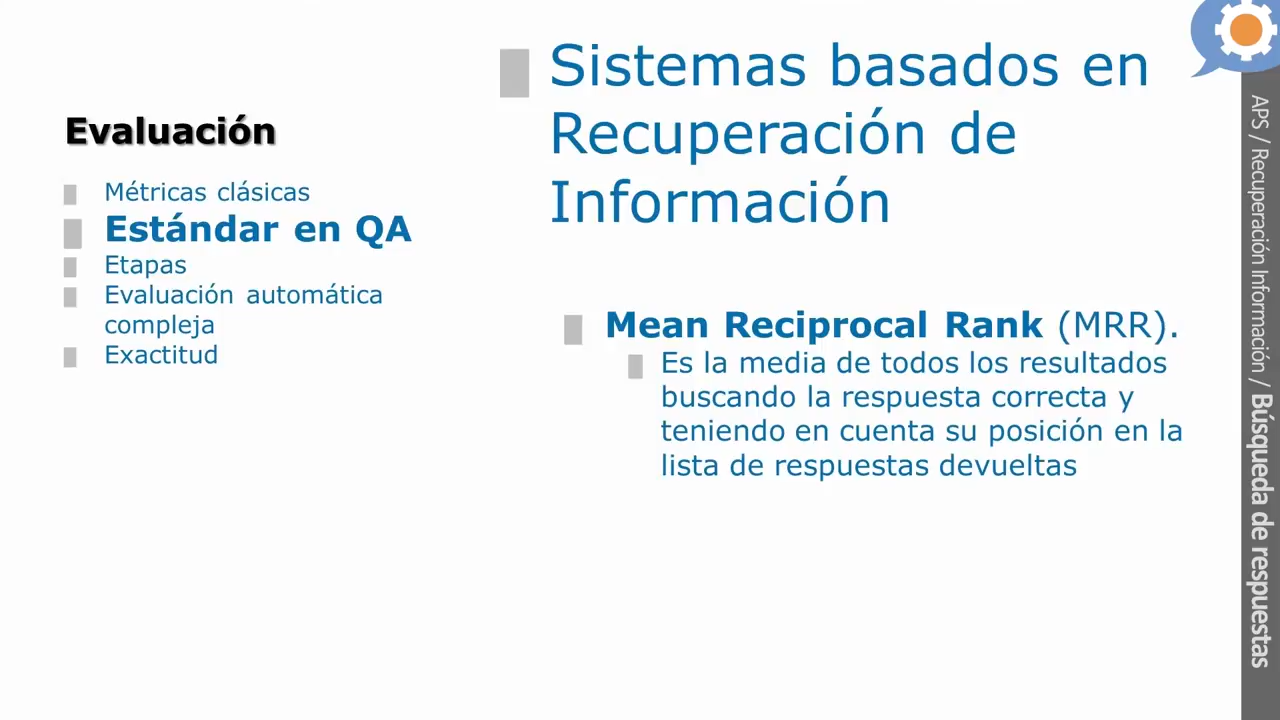 Evaluación
Métricas clásicas
Estándar en QA
Etapas
Evaluación automática
compleja
Exactitud
Sistemas basados en
Recuperación de
Información
Mean Reciprocal Rank (MRR).
Es la media de todos los resultados
buscando la respuesta correcta y
teniendo en cuenta su posición en la
lista de respuestas devueltas
APS / Recuperación Información / Búsqueda de respuestas